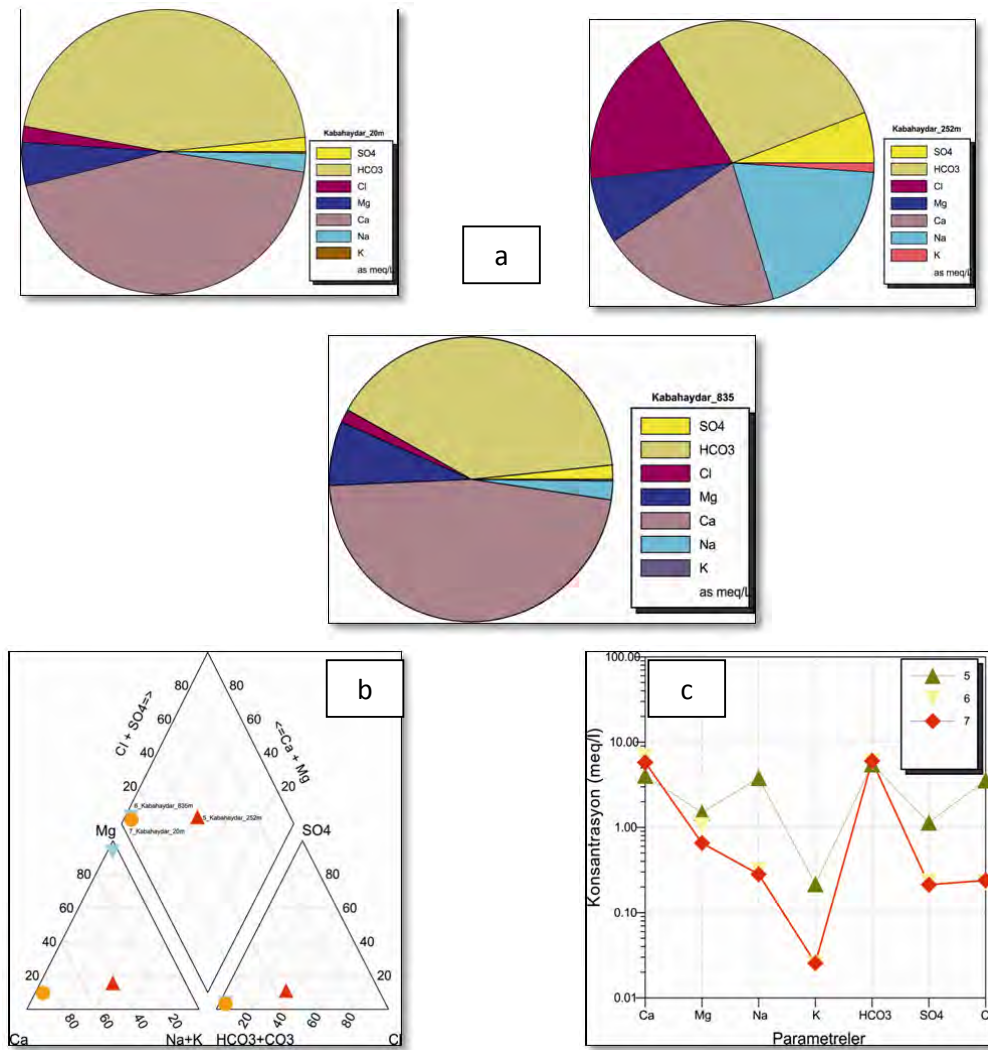 Kabahaydar_20m
SO4
HCO3
Cl
Mg
Ca
Na
K
as meq/L
a
Kabahaydar_252m
SO4
HCO3
Cl
Mg
Ca
Na
K
as meq/L
Kabahaydar_835
SO4
HCO3
Cl
Mg
Ca
Na
K
as meq/L
b
80 80
60 60
40 40
20 20
Cl + SO4=>
<=Ca + Mg
6_Kabahaydar_835m
5_Kabahaydar_252m
7_Kabahaydar_20m
Mg SO4
80 80
60 60
40 40
20 20
80 60 40 20 20 40 60 80
Ca Na+K HCO3+CO3 Cl
c
5
6
7
100.00
10.00
1.00
0.10
0.01
Konsantrasyon (meq/l)
Ca Mg Na K HCO3 SO4 Cl
Parametreler